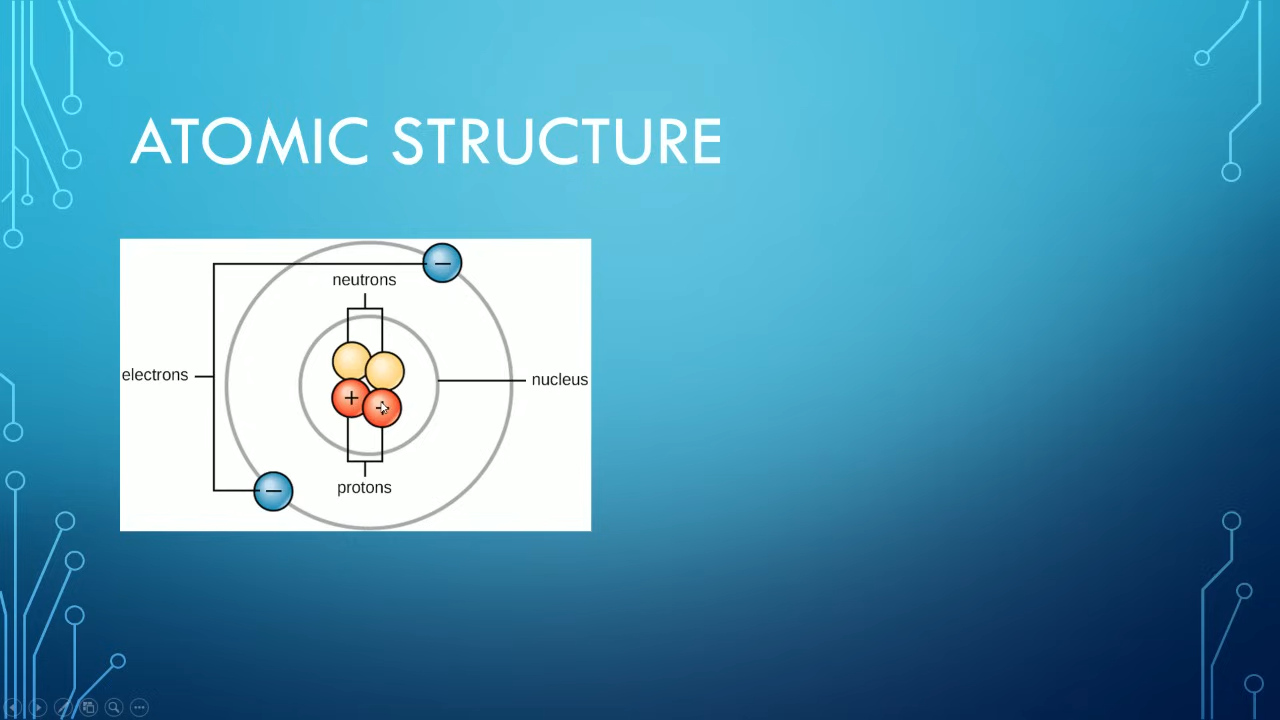 ATOMIC STRUCTURE
neutrons
electrons
nucleus
protons